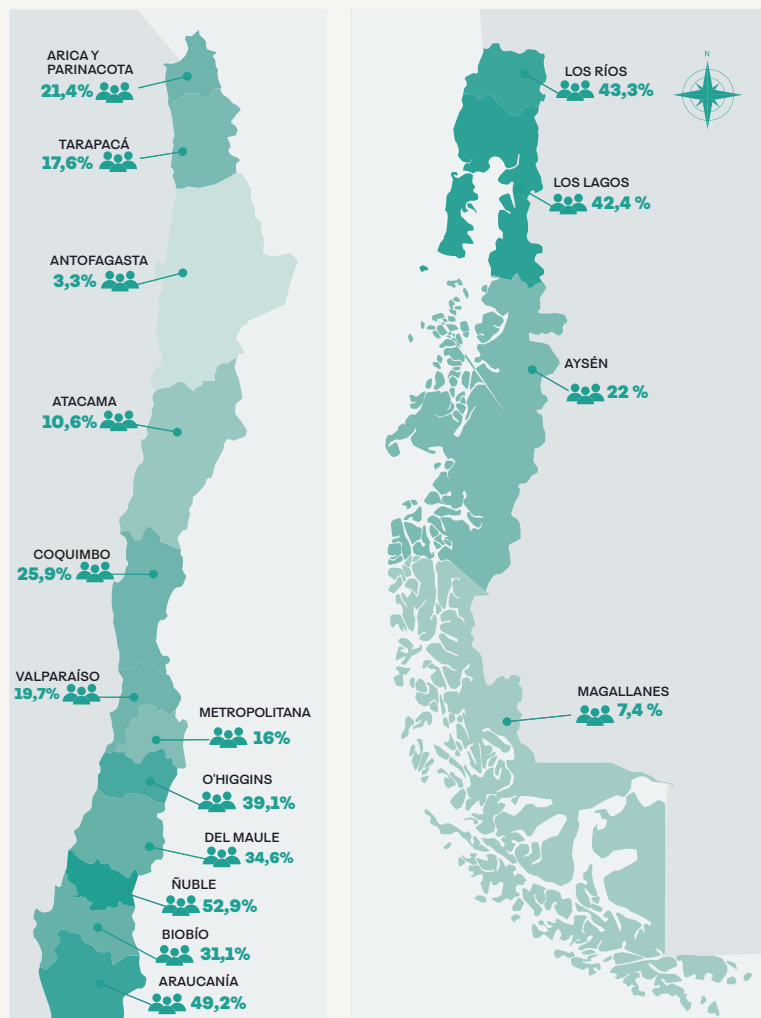 ARICA Y
PARINACOTA
21,4%
TARAPACÁ
17,6%
ANTOFAGASTA
3,3%
ATACAMA
10,6%
COQUIMBO
25,9%
VALPARAÍSO
19,7%
METROPOLITANA
16%
O'HIGGINS
39,1%
DEL MAULE
34,6%
ÑUBLE
52,9%
BIOBÍO
31,1%
ARAUCANÍA
49,2%
N
LOS RÍOS
43,3%
LOS LAGOS
42,4 %
AYSÉN
22 %
MAGALLANES
7,4 %